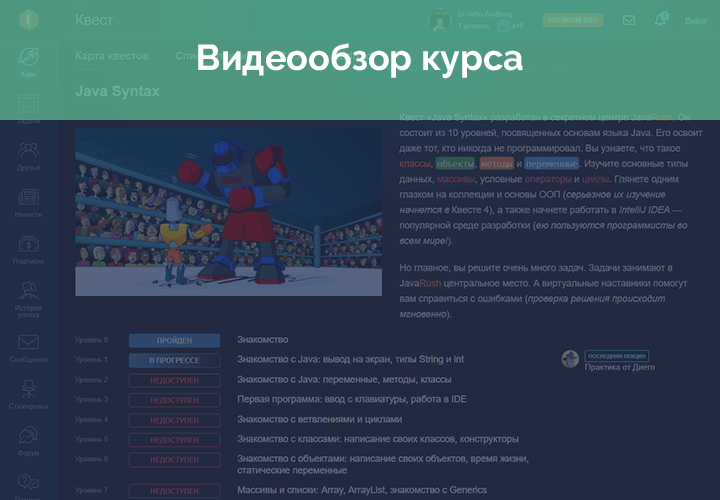 Квест
Dr.John Zoidberg
1 уровень
x10
PREMIUM PRO
1
Выйти
Видеообзор курса
Карта квестов
Java Syntax
Курс
Задачи
Друзья
Новости
Подписки
История
успеха
Сообщения
Стажировка
Форум
Квест «Java Syntax» разработан в секретном центре JavaRush. Он
состоит из 10 уровней, посвященных основам языка Java. Его освоит
даже тот, кто никогда не программировал. Вы узнаете, что такое
классы, объекты, методы и переменные. Изучите основные типы
данных, массивы, условные операторы и циклы. Глянете одним
глазком на коллекции и основы ООП (серьезное их изучение
начнется в Квесте 4), а также начнете работать в IntelliJ IDEA —
популярной среде разработки (ею пользуются программисты во
всем мире!).
Но главное, вы решите очень много задач. Задачи занимают в
JavaRush центральное место. А виртуальные наставники помогут
вам справиться с ошибками (проверка решения происходит
мгновенно).
Уровень 0 ПРОЙДЕН Знакомство
Уровень 1 В ПРОГРЕССЕ Знакомство с Java: вывод на экран, типы String и int
Уровень 2 НЕДОСТУПЕН Знакомство с Java: переменные, методы, классы
Уровень 3 НЕДОСТУПЕН Первая программа: ввод с клавиатуры, работа в IDE
Уровень 4 НЕДОСТУПЕН Знакомство с ветвлениями и циклами
Уровень 5 НЕДОСТУПЕН Знакомство с классами: написание своих классов, конструкторы
Уровень 6 НЕДОСТУПЕН Знакомство с объектами: написание своих объектов, время жизни,
статические переменные
Уровень 7 НЕДОСТУПЕН Массивы и списки: Array, ArrayList, знакомство с Generics
ПОСЛЕДНЯЯ ЛЕКЦИЯ
Практика от Диего